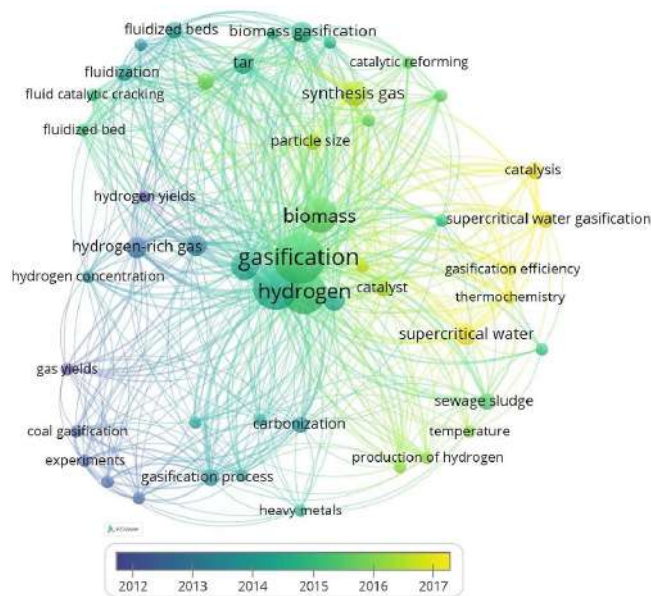 fluidized beds
biomass gasification
fluidization
tar
catalytic reforming
fluid catalytic cracking
synthesis gas
fluidized bed
particle size
catalysis
hydrogen yields
biomass
supercritical water gasification
hydrogen-rich gas
gasification
gasification efficiency
hydrogen concentration
hydrogen
catalyst
thermochemistry
supercritical water
gas yields
sewage sludge
coal gasification
carbonization
temperature
experiments
production of hydrogen
gasification process
heavy metals
2012 2013 2014 2015 2016 2017